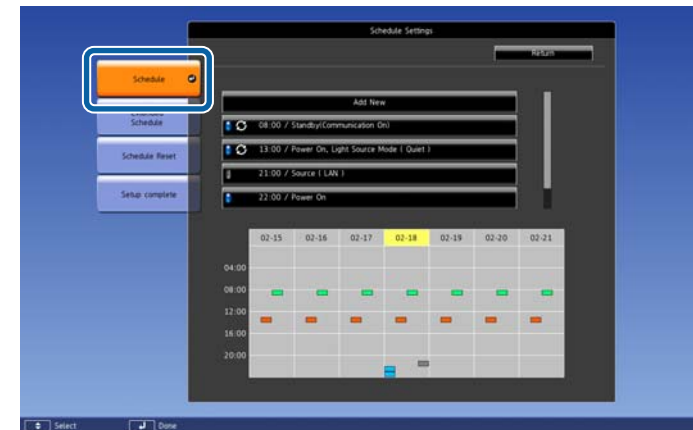 Schedule Settings
Return
Schedule
Schedule
Schedule Reset
Setup complete
Add New
08:00 / Standby(Communication On)
13:00 / Power On, Light Source Mode ( Quiet )
21:00 / Source ( LAN )
22:00 / Power On
02-15 02-16 02-17 02-18 02-19 02-20 02-21
04:00
08:00
12:00
16:00
20:00
Select Done